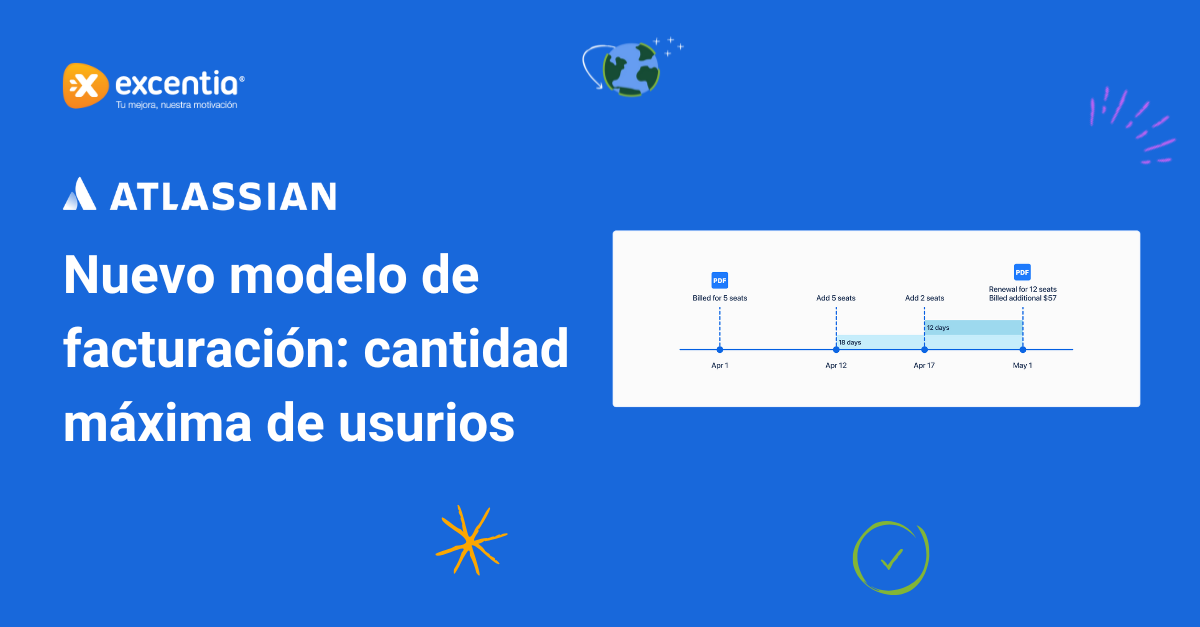 excentia®
Tu mejora, nuestra motivación
ATLASSIAN
Nuevo modelo de
facturación: cantidad
máxima de usurios
PDF
Billed for 5 seats
Add 5 seats
Add 2 seats
PDF
Renewal for 12 seats
Billed additional $57
12 days
18 days
Apr 1
Apr 12
Apr 17
May 1